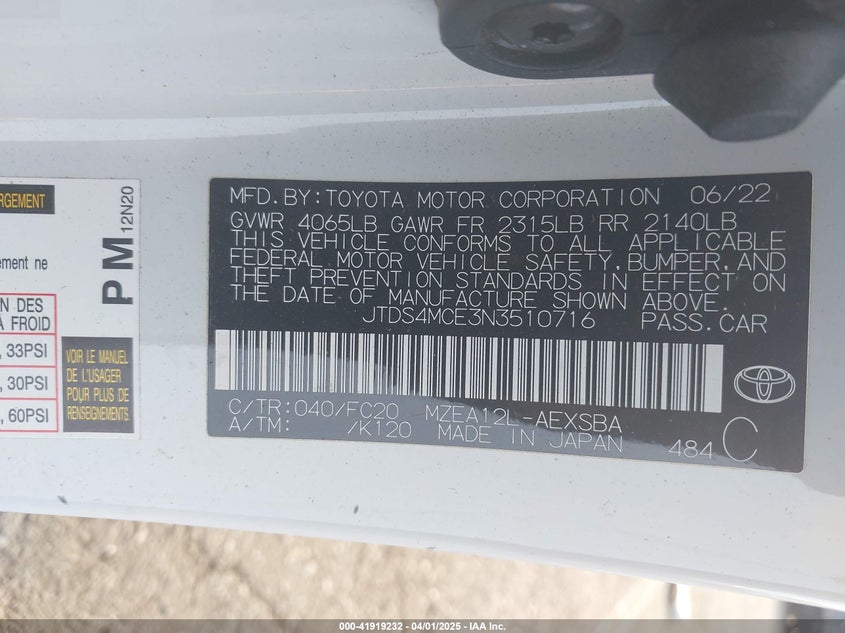 RGEMENT
ement ne
N DES
À FROID
, 33PSI
, 30PSI
, 60PSI
VOIR LE MANUEL
DE L'USAGER
POUR PLUS DE
RENSEIGNEMENTS.
PM 12N20
MFD. BY: TOYOTA MOTOR CORPORATION 06/22
GVWR 4065LB GAWR FR 2315LB RR 2140LB
THIS VEHICLE CONFORMS TO ALL APPLICABLE
FEDERAL MOTOR VEHICLE SAFETY, BUMPER, AND
THEFT PREVENTION STANDARDS IN EFFECT ON
THE DATE OF MANUFACTURE SHOWN ABOVE.
JTDS4MCE3N3510716 PASS. CAR
C/TR: 040/FC20 MZEA12L-AEXSBA
A/TM: /K120 MADE IN JAPAN 484 C
000-41919232 - 04/01/2025 - IAA Inc.